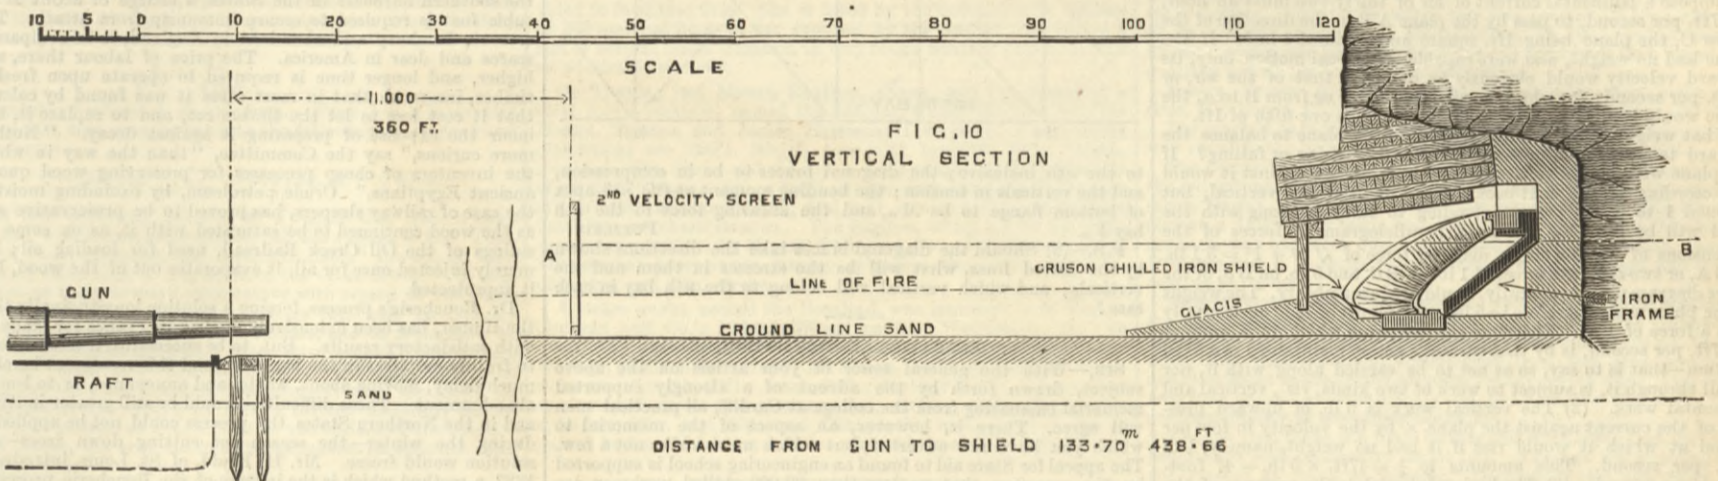 10 5 0 10 20 30 40 50 60 70 80 90 100 110 120
SCALE
11.000
360 FT
FIG.10
VERTICAL SECTION
2ND VELOCITY SCREEN
A
B
GRUSON CHILLED IRON SHIELD
LINE OF FIRE
GUN
GLACIS
IRON
FRAME
GROUND LINE SAND
RAFT
SAND
DISTANCE FROM GUN TO SHIELD 133·70 m 438·66 FT